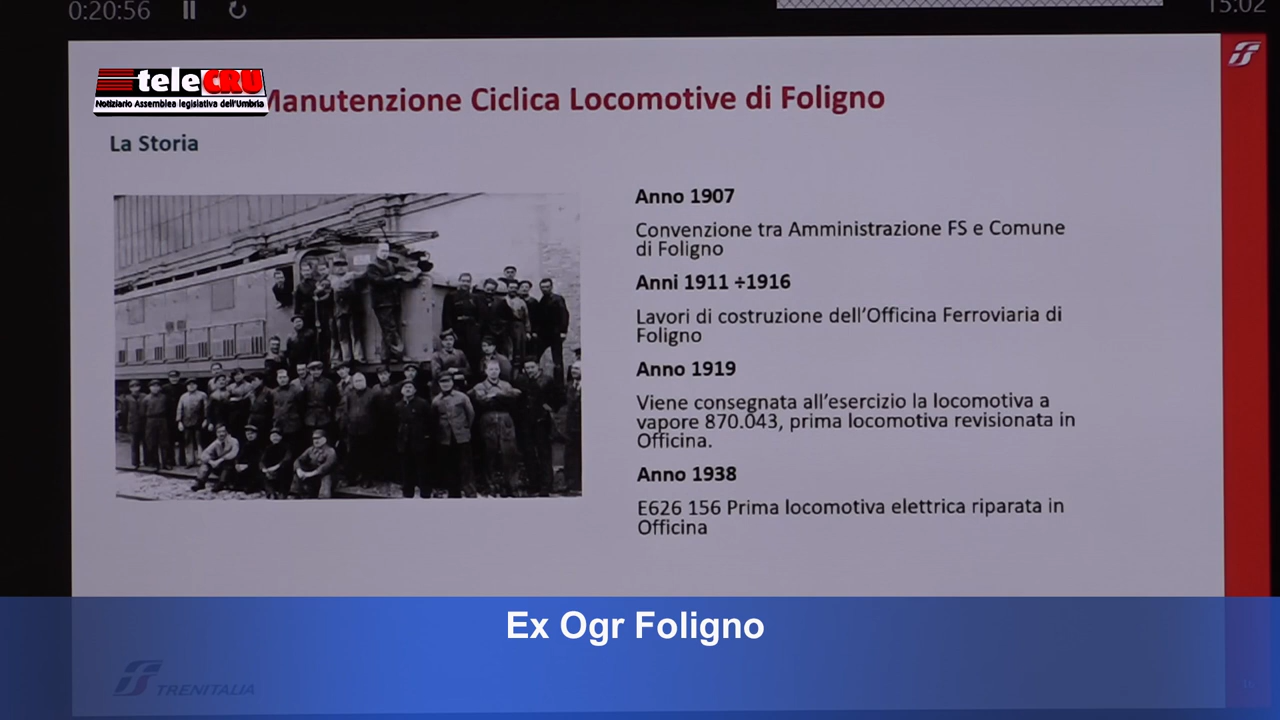 0:20:56
15:02
teleCRU
Notiziario Assemblea legislativa dell'Umbria
Manutenzione Ciclica Locomotive di Foligno
La Storia
Anno 1907
Convenzione tra Amministrazione FS e Comune
di Foligno
Anni 1911 ÷1916
Lavori di costruzione dell'Officina Ferroviaria di
Foligno
Anno 1919
Viene consegnata all'esercizio la locomotiva a
vapore 870.043, prima locomotiva revisionata in
Officina.
Anno 1938
E626 156 Prima locomotiva elettrica riparata in
Officina
Ex Ogr Foligno
TRENITALIA